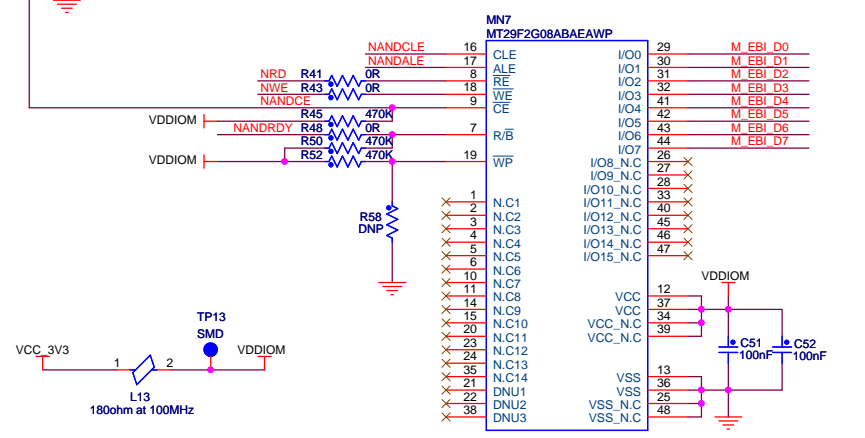 MN7
MT29F2G08ABAEAWP
NANDCLE 16 CLE I/O0 29 M_EBI_D0
NANDALE 17 ALE I/O1 30 M_EBI_D1
NRD R41 0R 8 RE I/O2 31 M_EBI_D2
NWE R43 0R 18 WE I/O3 32 M_EBI_D3
NANDCE 9 CE I/O4 41 M_EBI_D4
VDDIOM R45 470K I/O5 42 M_EBI_D5
NANDRDY R48 0R 7 R/B I/O6 43 M_EBI_D6
R50 470K I/O7 44 M_EBI_D7
VDDIOM R52 470K 19 WP I/O8_N.C 26
I/O9_N.C 27
I/O10_N.C 28
1 N.C1 I/O11_N.C 33
2 N.C2 I/O12_N.C 40
3 N.C3 I/O13_N.C 45
4 N.C4 I/O14_N.C 46
5 N.C5 I/O15_N.C 47
R58
DNP
6 N.C6
10 N.C7
11 N.C8 VCC 12
14 N.C9 VCC 37
15 N.C10 VCC_N.C 34
20 N.C11 VCC_N.C 39
23 N.C12
24 N.C13
35 N.C14 VSS 13
21 DNU1 VSS 36
22 DNU2 VSS_N.C 25
38 DNU3 VSS_N.C 48
VDDIOM
C51
100nF
C52
100nF
TP13
SMD
VCC_3V3 1 2 VDDIOM
L13
180ohm at 100MHz